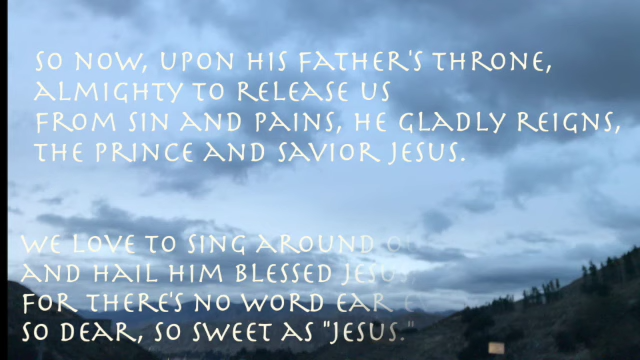 SO NOW, UPON HIS FATHER'S THRONE,
ALMIGHTY TO RELEASE US
FROM SIN AND PAINS, HE GLADLY REIGNS,
THE PRINCE AND SAVIOR JESUS.
WE LOVE TO SING AROUND
AND HAIL HIM BLESSED JESUS,
FOR THERE'S NO WORD EAR
SO DEAR, SO SWEET AS "JESUS."